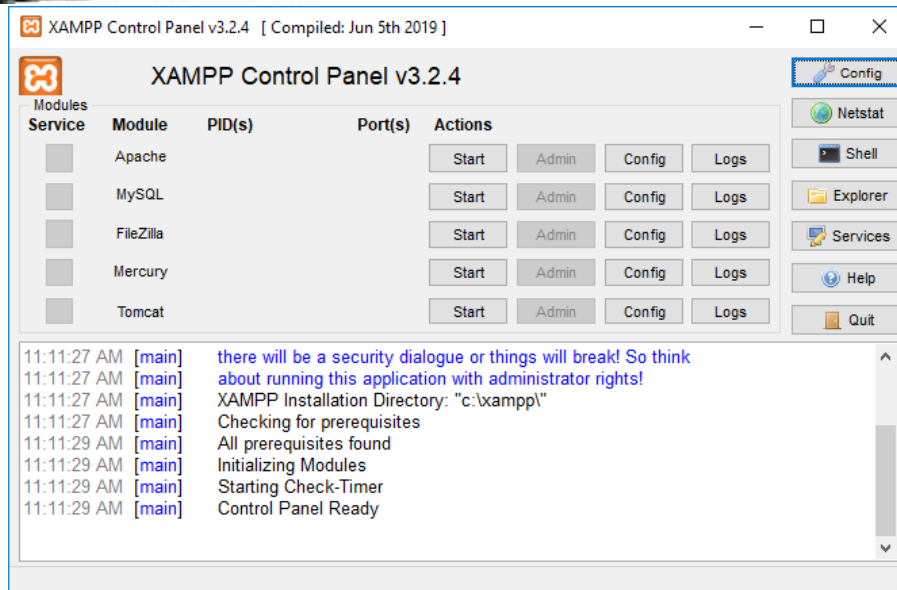 XAMPP Control Panel v3.2.4 [ Compiled: Jun 5th 2019 ]
XAMPP Control Panel v3.2.4
Config
Modules
Service Module PID(s) Port(s) Actions
Netstat
Apache Start Admin Config Logs
Shell
MySQL Start Admin Config Logs
Explorer
FileZilla Start Admin Config Logs
Services
Mercury Start Admin Config Logs
Help
Tomcat Start Admin Config Logs
Quit
11:11:27 AM [main] there will be a security dialogue or things will break! So think
11:11:27 AM [main] about running this application with administrator rights!
11:11:27 AM [main] XAMPP Installation Directory: "c:\xampp\"
11:11:27 AM [main] Checking for prerequisites
11:11:29 AM [main] All prerequisites found
11:11:29 AM [main] Initializing Modules
11:11:29 AM [main] Starting Check-Timer
11:11:29 AM [main] Control Panel Ready